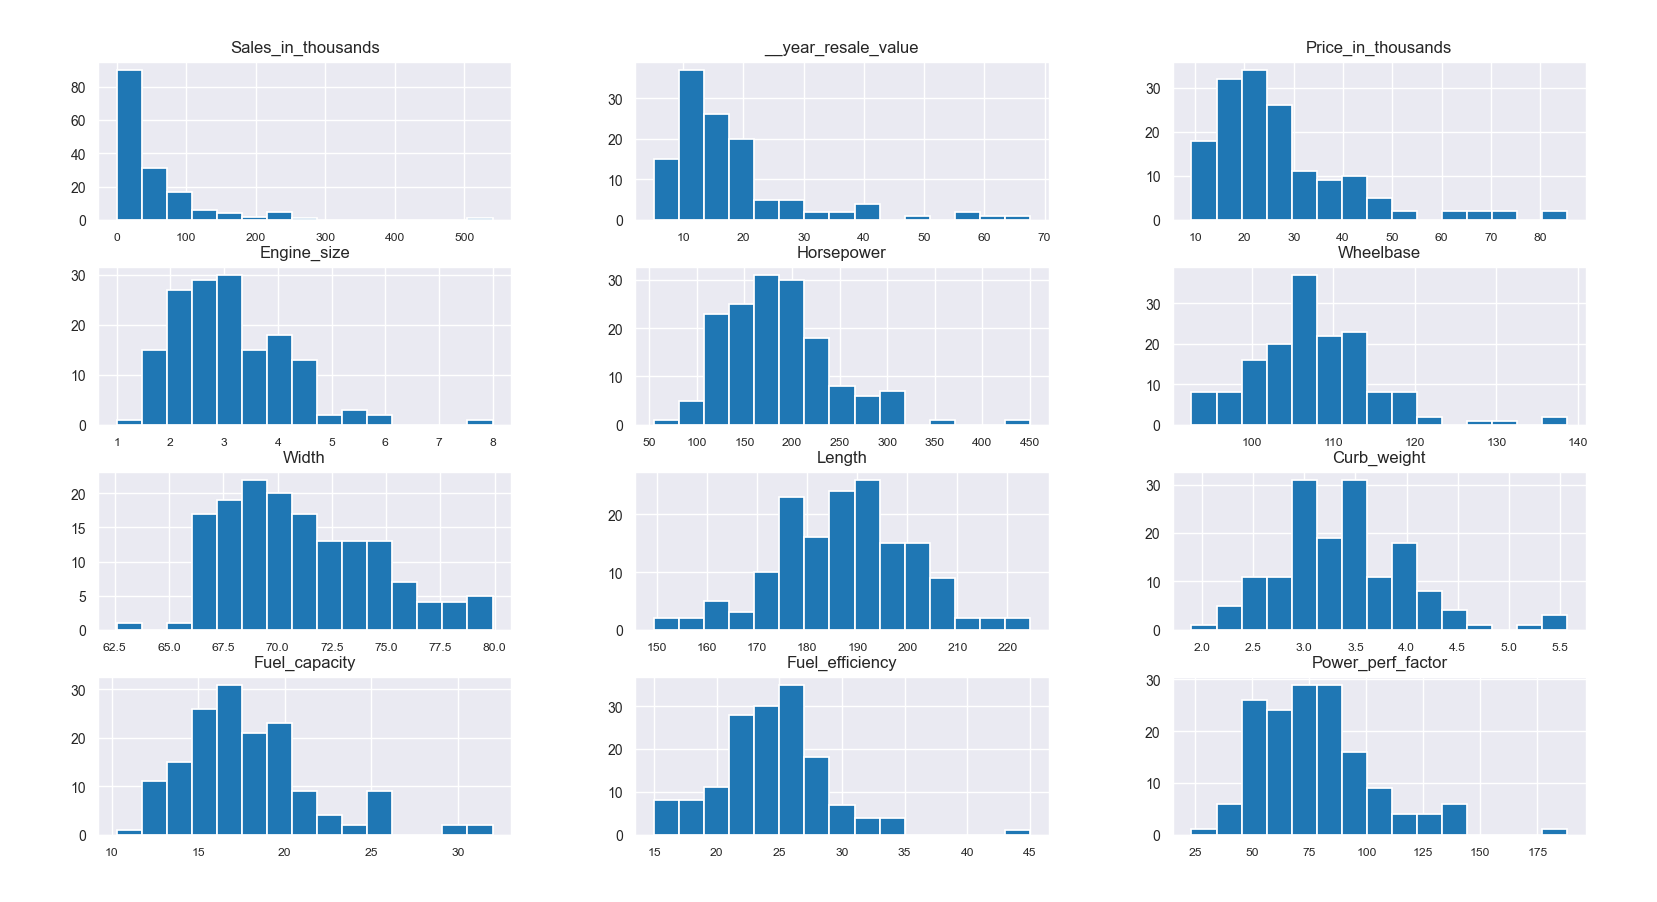 Sales_in_thousands
80
60
40
20
0
0 100 200 300 400 500
__year_resale_value
30
20
10
0
10 20 30 40 50 60 70
Price_in_thousands
30
20
10
0
10 20 30 40 50 60 70 80
Engine_size
30
20
10
0
1 2 3 4 5 6 7 8
Horsepower
30
20
10
0
50 100 150 200 250 300 350 400 450
Wheelbase
30
20
10
0
100 110 120 130 140
Width
20
15
10
5
0
62.5 65.0 67.5 70.0 72.5 75.0 77.5 80.0
Length
20
10
0
150 160 170 180 190 200 210 220
Curb_weight
30
20
10
0
2.0 2.5 3.0 3.5 4.0 4.5 5.0 5.5
Fuel_capacity
30
20
10
0
10 15 20 25 30
Fuel_efficiency
30
20
10
0
15 20 25 30 35 40 45
Power_perf_factor
30
20
10
0
25 50 75 100 125 150 175